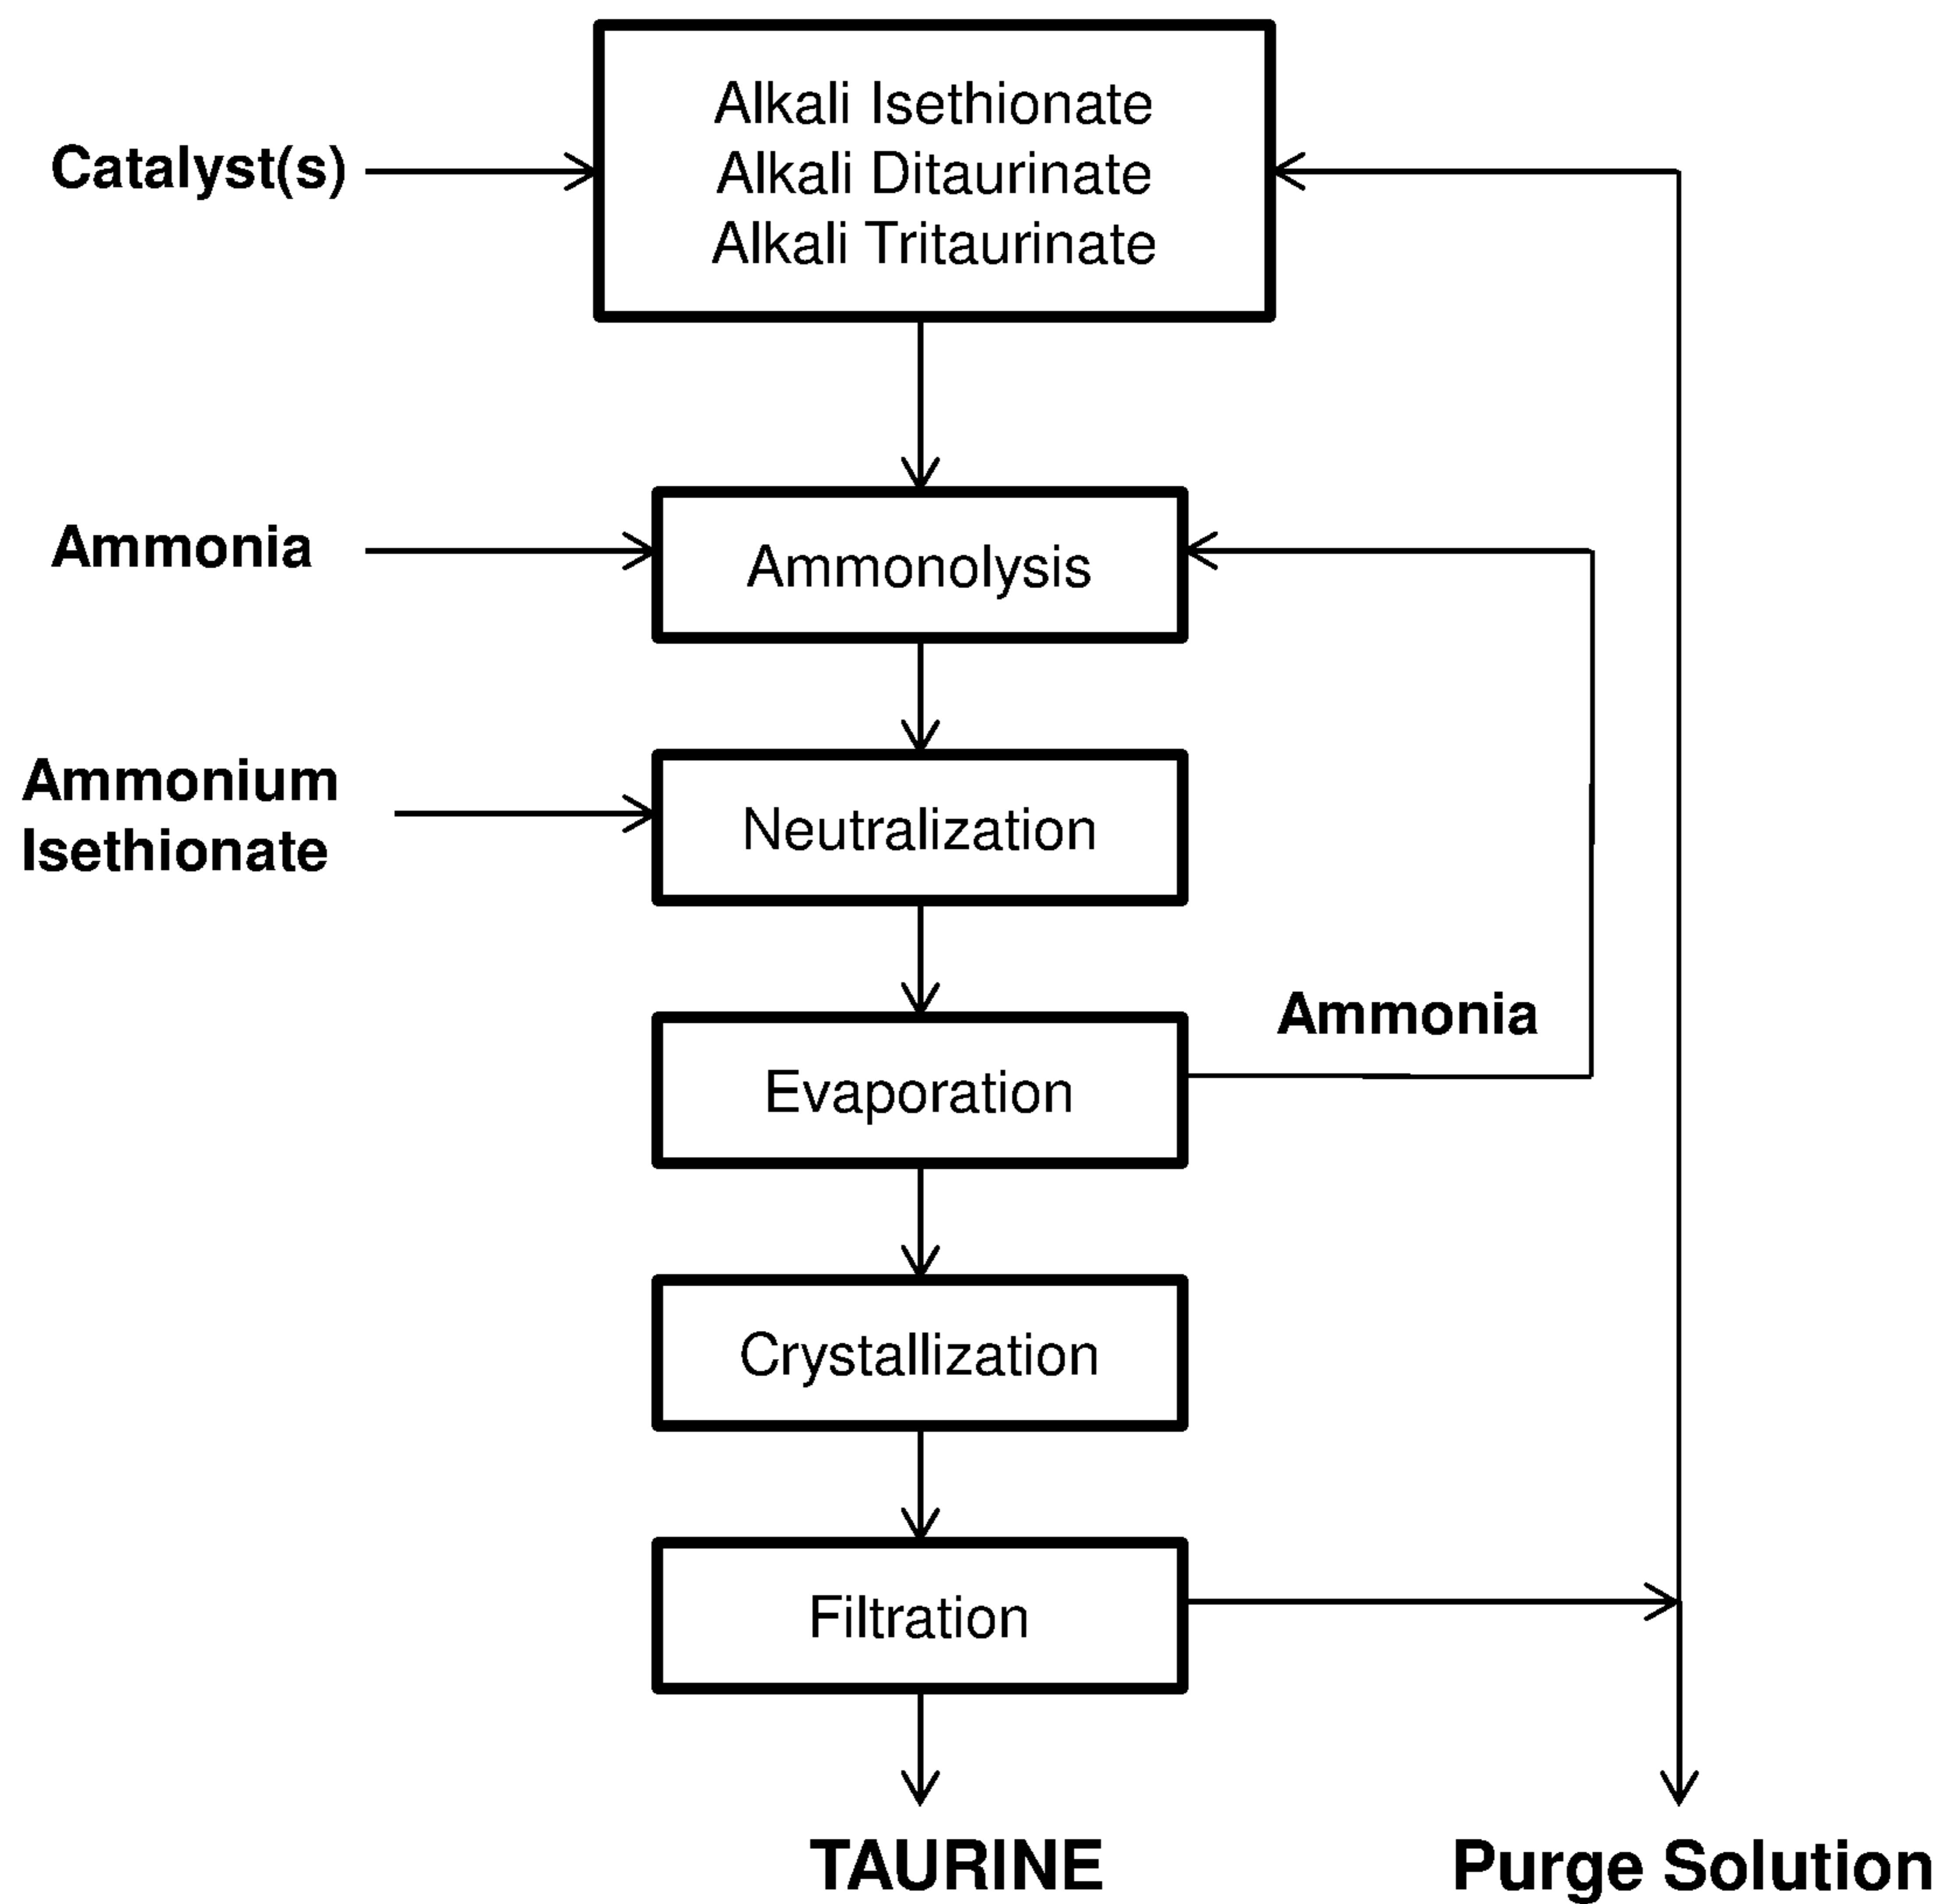 Alkali Isethionate
Alkali Ditaurinate
Alkali Tritaurinate
Catalyst(s)
Ammonia
Ammonolysis
Ammonium
Isethionate
Neutralization
Evaporation
Ammonia
Crystallization
Filtration
TAURINE
Purge Solution